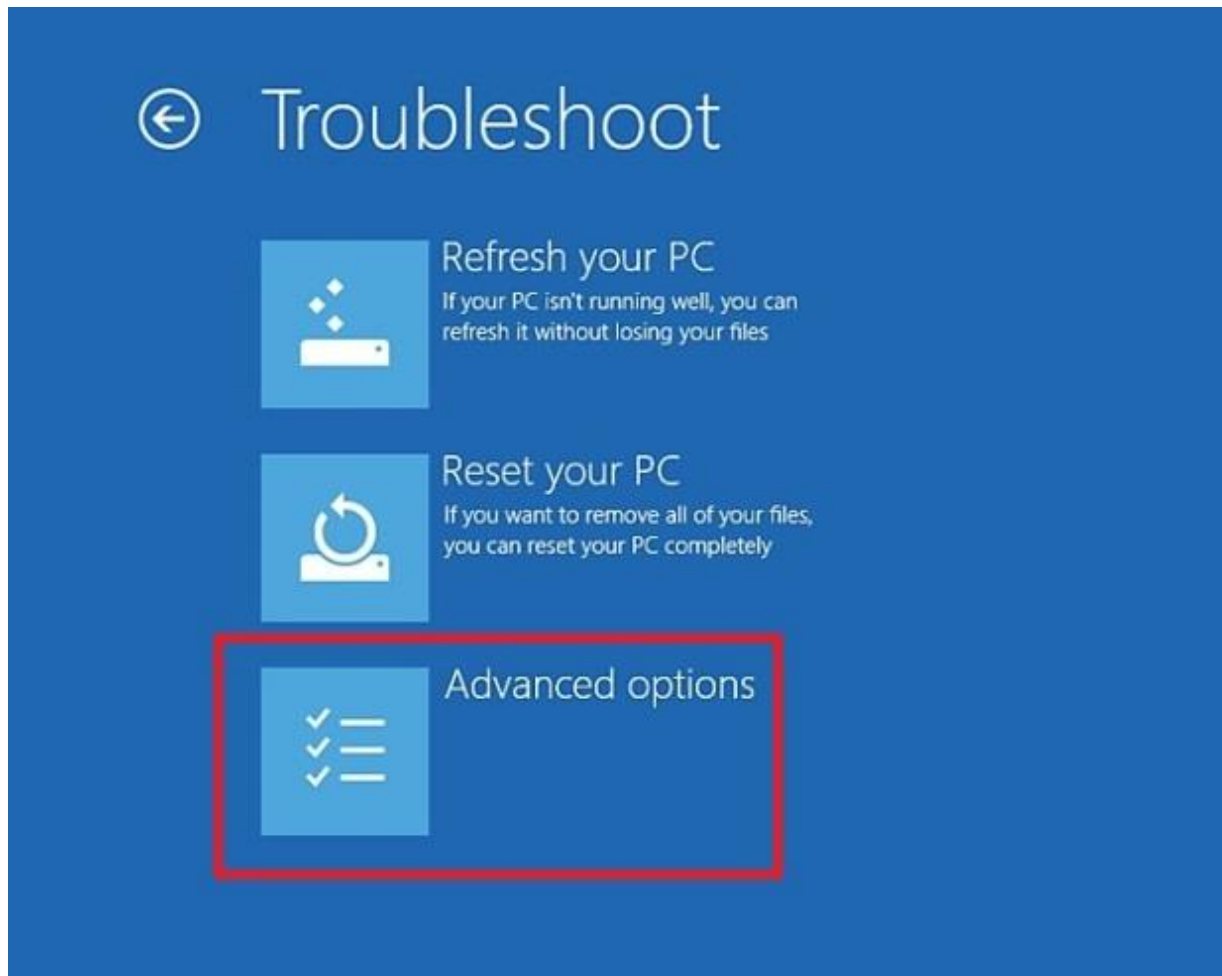 Troubleshoot
Refresh your PC
If your PC isn't running well, you can
refresh it without losing your files
Reset your PC
If you want to remove all of your files,
you can reset your PC completely
Advanced options